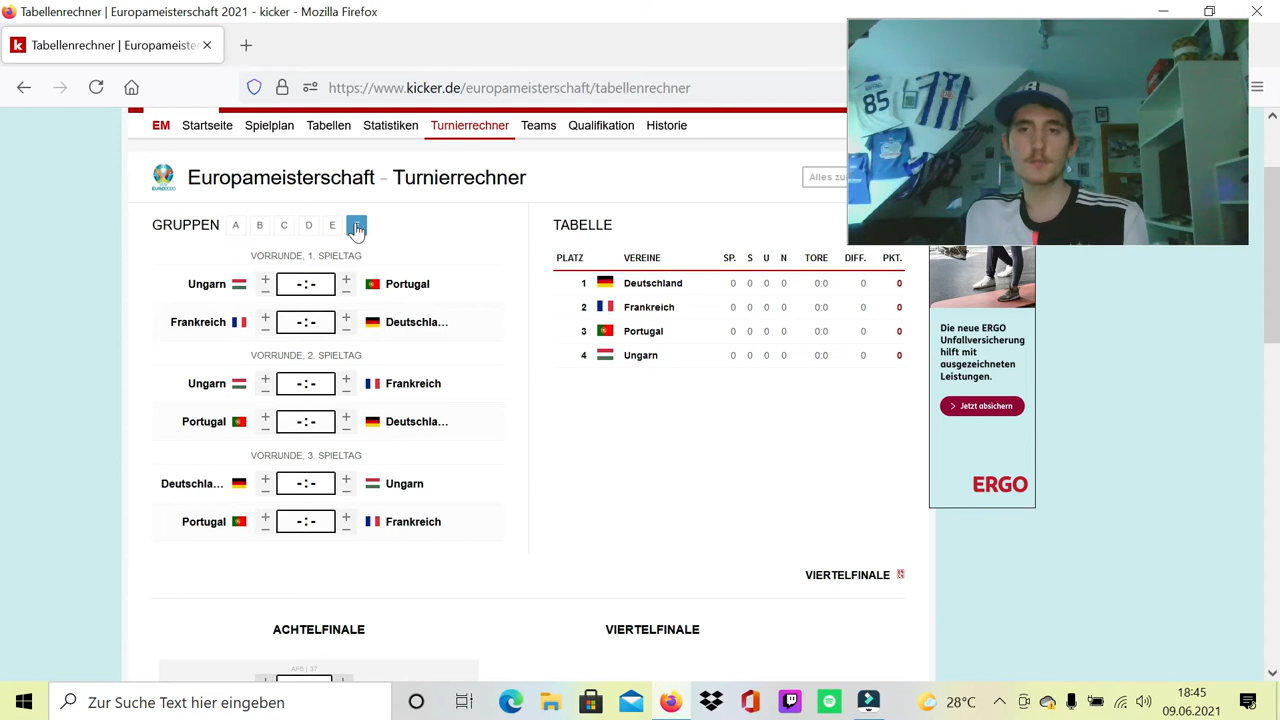 Tabellenrechner | Europameisterschaft 2021 - kicker - Mozilla Firefox
k Tabellenrechner | Europameiste
https://www.kicker.de/europameisterschaft/tabellenrechner
EM Startseite Spielplan Tabellen Statistiken Turnierrechner Teams Qualifikation Historie
85
EURO2020
Europameisterschaft - Turnierrechner
Alles zu
GRUPPEN A B C D E
TABELLE
VORRUNDE, 1. SPIELTAG
Ungarn + - -:- + - Portugal
Frankreich + - -:- + - Deutschla...
VORRUNDE, 2. SPIELTAG
Ungarn + - -:- + - Frankreich
Portugal + - -:- + - Deutschla...
VORRUNDE, 3. SPIELTAG
Deutschla... + - -:- + - Ungarn
Portugal + - -:- + - Frankreich
PLATZ VEREINE SP. S U N TORE DIFF. PKT.
1 Deutschland 0 0 0 0 0:0 0 0
2 Frankreich 0 0 0 0 0:0 0 0
3 Portugal 0 0 0 0 0:0 0 0
4 Ungarn 0 0 0 0 0:0 0 0
Die neue ERGO
Unfallversicherung
hilft mit
ausgezeichneten
Leistungen.
> Jetzt absichern
ERGO
VIERTELFINALE
ACHTELFINALE VIERTELFINALE
AF6 | 37
Zur Suche Text hier eingeben
28°C
18:45
09.06.2021